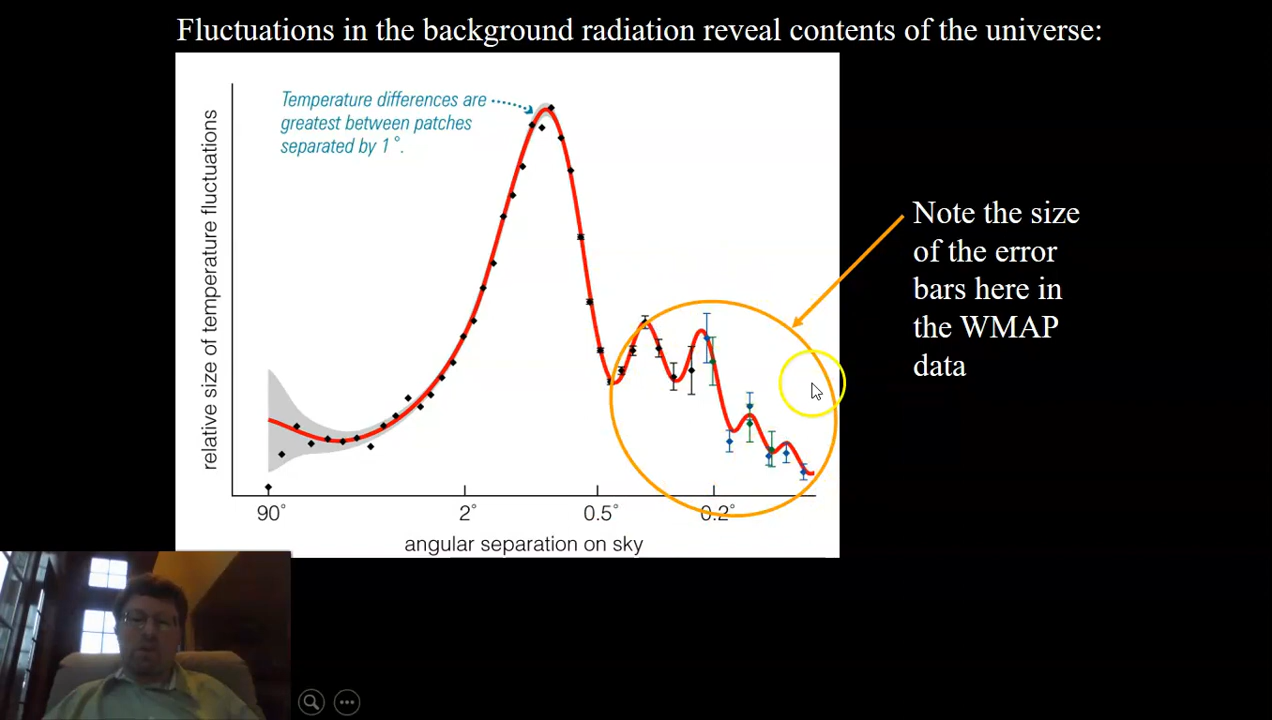 Fluctuations in the background radiation reveal contents of the universe:
Temperature differences are
greatest between patches
separated by 1°.
relative size of temperature fluctuations
Note the size
of the error
bars here in
the WMAP
data
90° 2° 0.5° 0.2°
angular separation on sky